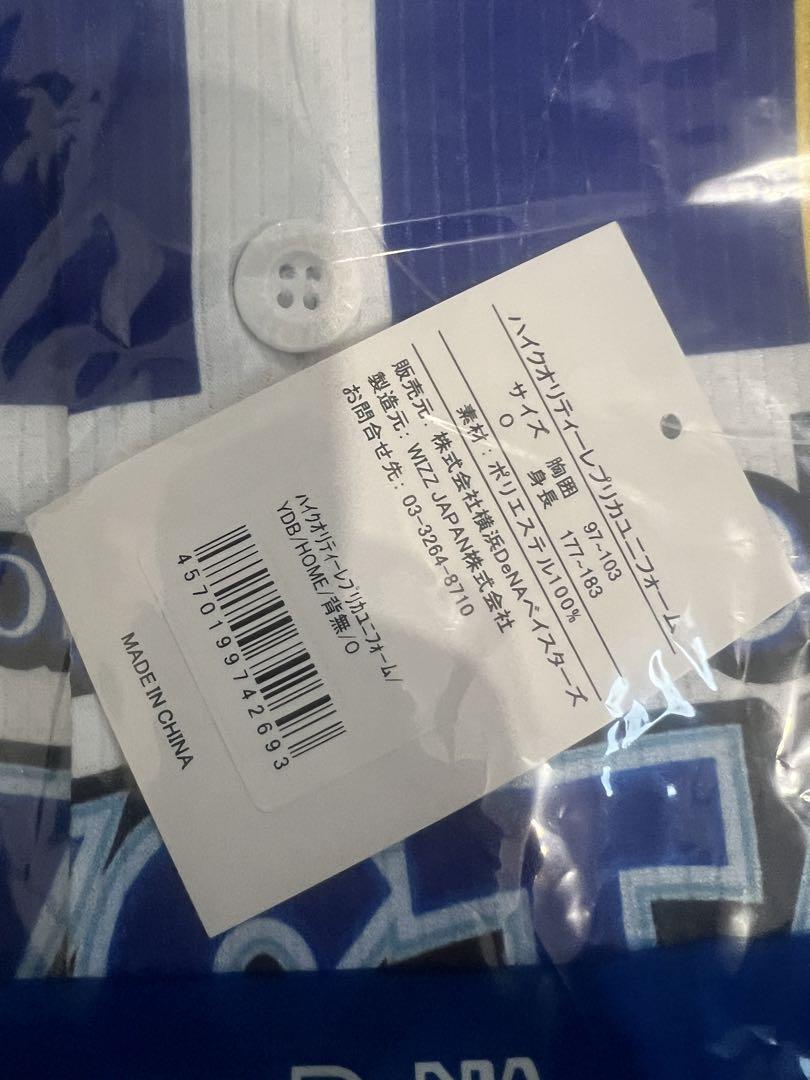 ハイクオリティーレプリカユニフォーム
サイズ 胸囲 97~103
O 身長 177~183
素材：ポリエステル100%
販売元：株式会社横浜DeNAベイスターズ
製造元：WIZZ JAPAN株式会社
お問合せ先：03-3264-8710
ハイクオリティーレプリカユニフォーム/
YDB/HOME/背無/O
4570199742693
MADE IN CHINA
DeNA